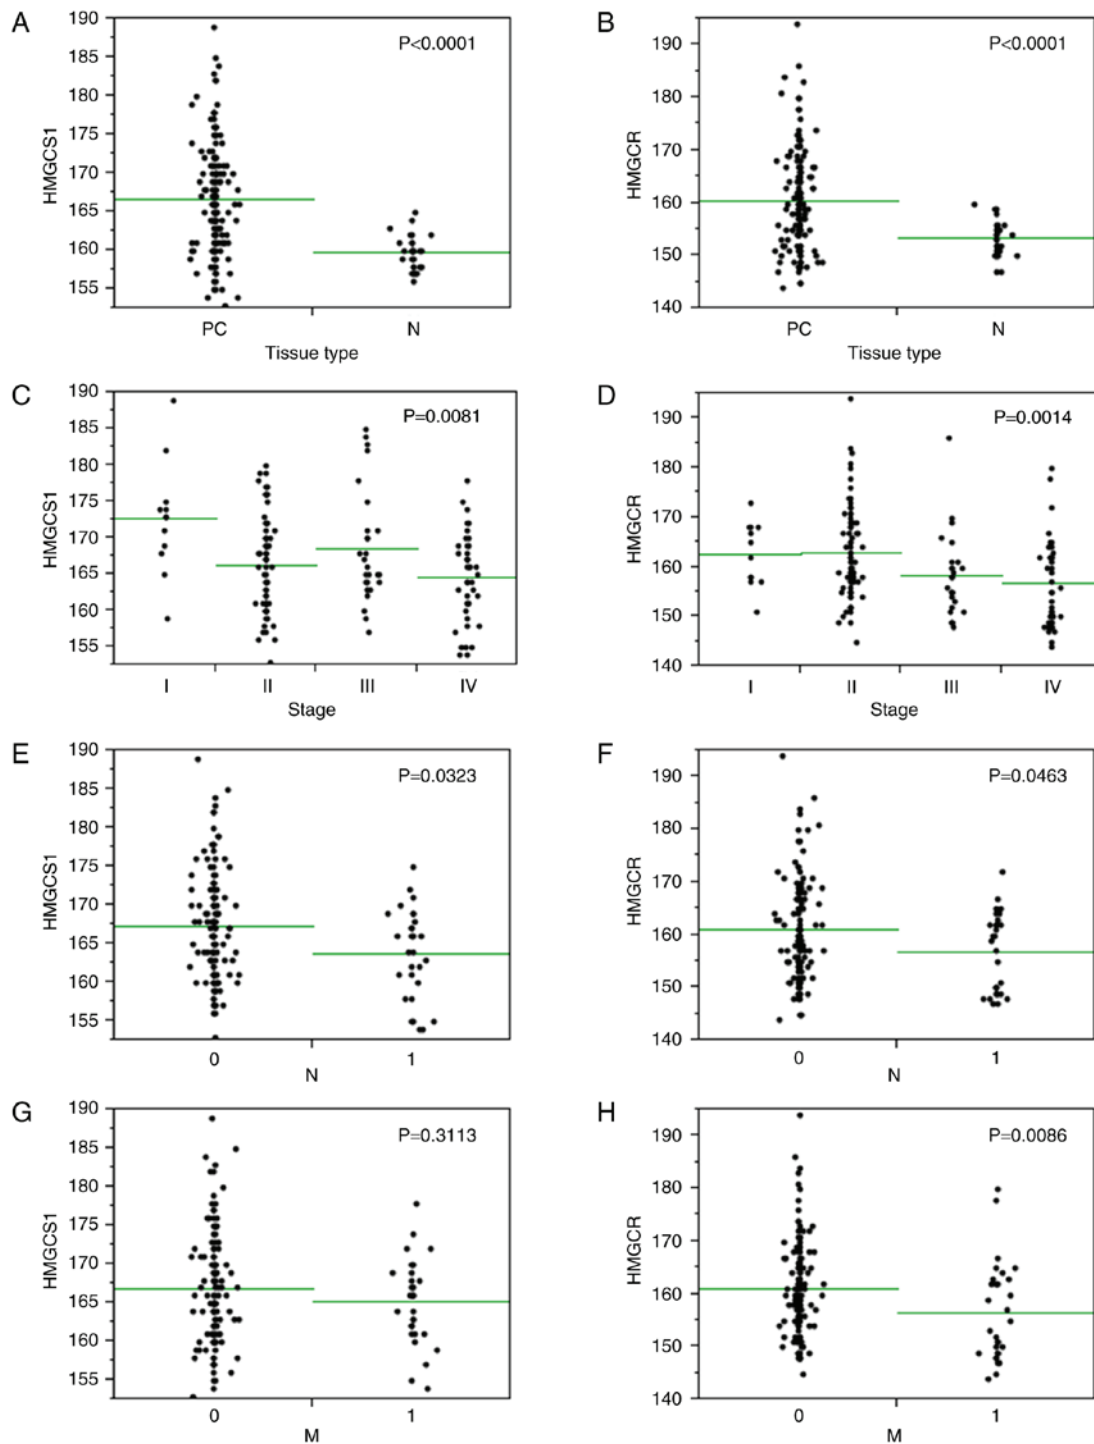 A
HMGCS1
190
185
180
175
170
165
160
155
P<0.0001
PC N
Tissue type
B
HMGCR
190
180
170
160
150
140
P<0.0001
PC N
Tissue type
C
HMGCS1
190
185
180
175
170
165
160
155
P=0.0081
I II III IV
Stage
D
HMGCR
190
180
170
160
150
140
P=0.0014
I II III IV
Stage
E
HMGCS1
190
185
180
175
170
165
160
155
P=0.0323
0 1
N
F
HMGCR
190
180
170
160
150
140
P=0.0463
0 1
N
G
HMGCS1
190
185
180
175
170
165
160
155
P=0.3113
0 1
M
H
HMGCR
190
180
170
160
150
140
P=0.0086
0 1
M